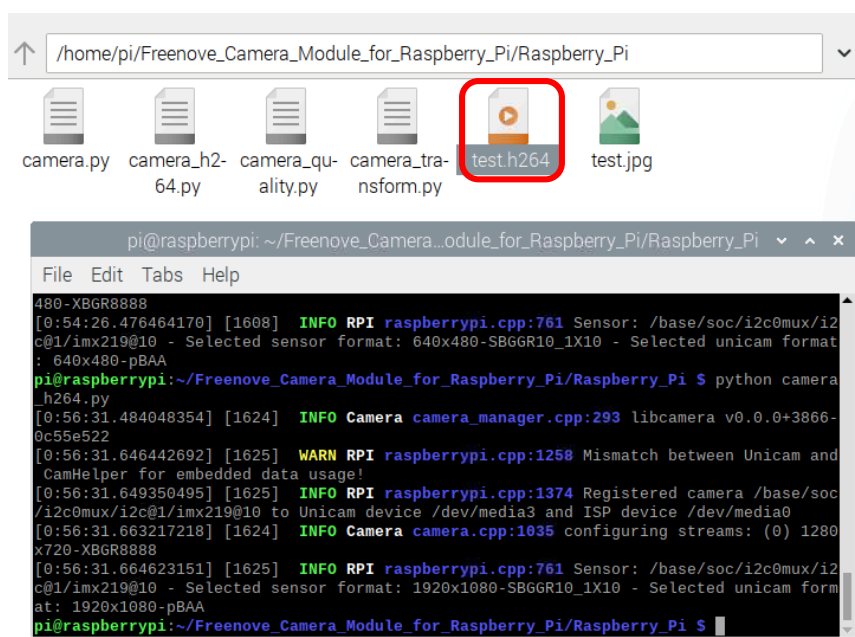 /home/pi/Freenove_Camera_Module_for_Raspberry_Pi/Raspberry_Pi
camera.py camera_h2- camera_qu- camera_tra- test.h264 test.jpg
64.py ality.py nsform.py
pi@raspberrypi: ~/Freenove_Camera...odule_for_Raspberry_Pi/Raspberry_Pi
File Edit Tabs Help
480-XBGR8888
[0:54:26.476464170] [1608]  INFO RPI raspberrypi.cpp:761 Sensor: /base/soc/i2c0mux/i2
c@1/imx219@10 - Selected sensor format: 640x480-SBGGR10_1X10 - Selected unicam format
: 640x480-pBAA
pi@raspberrypi:~/Freenove_Camera_Module_for_Raspberry_Pi/Raspberry_Pi $ python camera
_h264.py
[0:56:31.484048354] [1624]  INFO Camera camera_manager.cpp:293 libcamera v0.0.0+3866-
0c55e522
[0:56:31.646442692] [1625]  WARN RPI raspberrypi.cpp:1258 Mismatch between Unicam and
 CamHelper for embedded data usage!
[0:56:31.649350495] [1625]  INFO RPI raspberrypi.cpp:1374 Registered camera /base/soc
/i2c0mux/i2c@1/imx219@10 to Unicam device /dev/media3 and ISP device /dev/media0
[0:56:31.663217218] [1624]  INFO Camera camera.cpp:1035 configuring streams: (0) 1280
x720-XBGR8888
[0:56:31.664623151] [1625]  INFO RPI raspberrypi.cpp:761 Sensor: /base/soc/i2c0mux/i2
c@1/imx219@10 - Selected sensor format: 1920x1080-SBGGR10_1X10 - Selected unicam form
at: 1920x1080-pBAA
pi@raspberrypi:~/Freenove_Camera_Module_for_Raspberry_Pi/Raspberry_Pi $